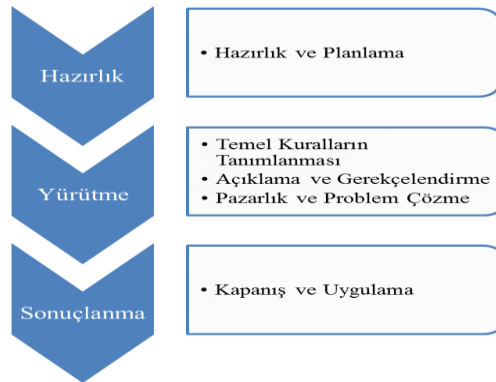 Hazırlık
• Hazırlık ve Planlama
Yürütme
• Temel Kuralların
Tanımlanması
• Açıklama ve Gerekçelendirme
• Pazarlık ve Problem Çözme
Sonuçlanma
• Kapanış ve Uygulama